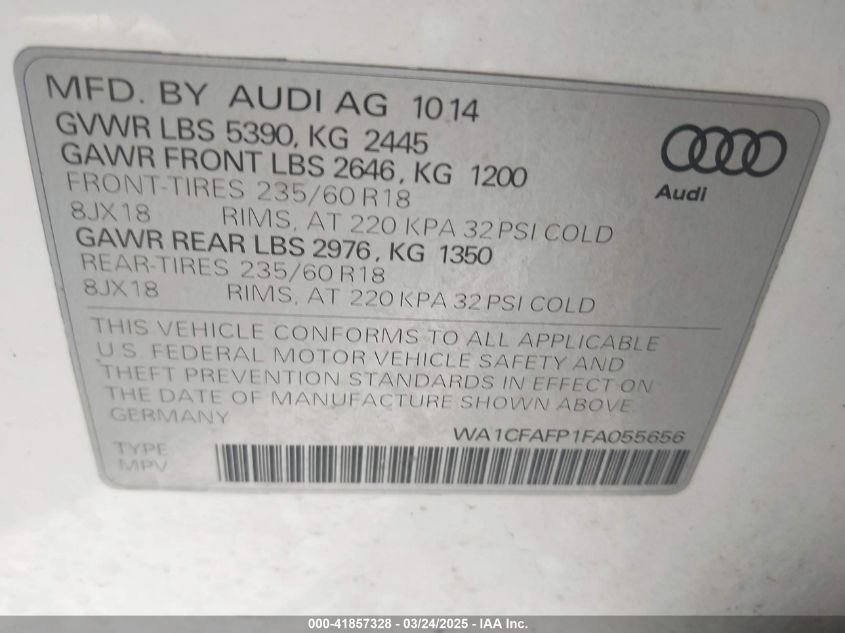 MFD. BY AUDI AG 1014
GVWR LBS 5390, KG 2445
GAWR FRONT LBS 2646, KG 1200
FRONT-TIRES 235/60 R18
8JX18 RIMS, AT 220 KPA 32 PSI COLD
GAWR REAR LBS 2976, KG 1350
REAR-TIRES 235/60 R18
8JX18 RIMS, AT 220 KPA 32 PSI COLD
Audi
THIS VEHICLE CONFORMS TO ALL APPLICABLE
U.S. FEDERAL MOTOR VEHICLE SAFETY AND
THEFT PREVENTION STANDARDS IN EFFECT ON
THE DATE OF MANUFACTURE SHOWN ABOVE.
GERMANY
WA1CFAFP1FA055656
TYPE
MPV
000-41857328 - 03/24/2025 - IAA Inc.